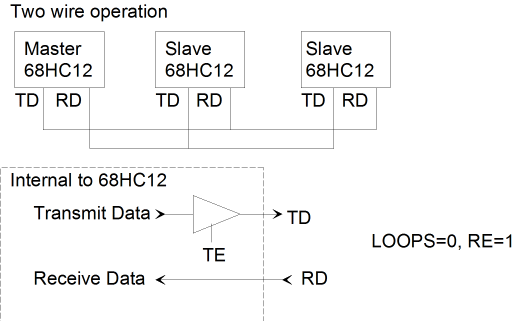 Two wire operation
Master Slave Slave
68HC12 68HC12 68HC12
TD RD TD RD TD RD
Internal to 68HC12
Transmit Data TD
TE
LOOPS=0, RE=1
Receive Data RD